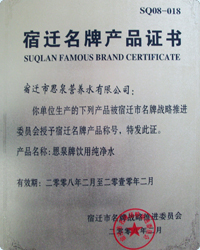 SQ08-018
宿迁名牌产品证书
SUQLAN FAMOUS BRAND CERTIFICATE
宿迁市思泉营养水有限公司:
你单位生产的下列产品被宿迁市名牌战略推进
委员会授予宿迁名牌产品称号，特发此证。
产品名称: 思泉牌饮用纯净水
有效期: 二零零八年二月至二零壹零年二月
宿迁市名牌战略推进委员会